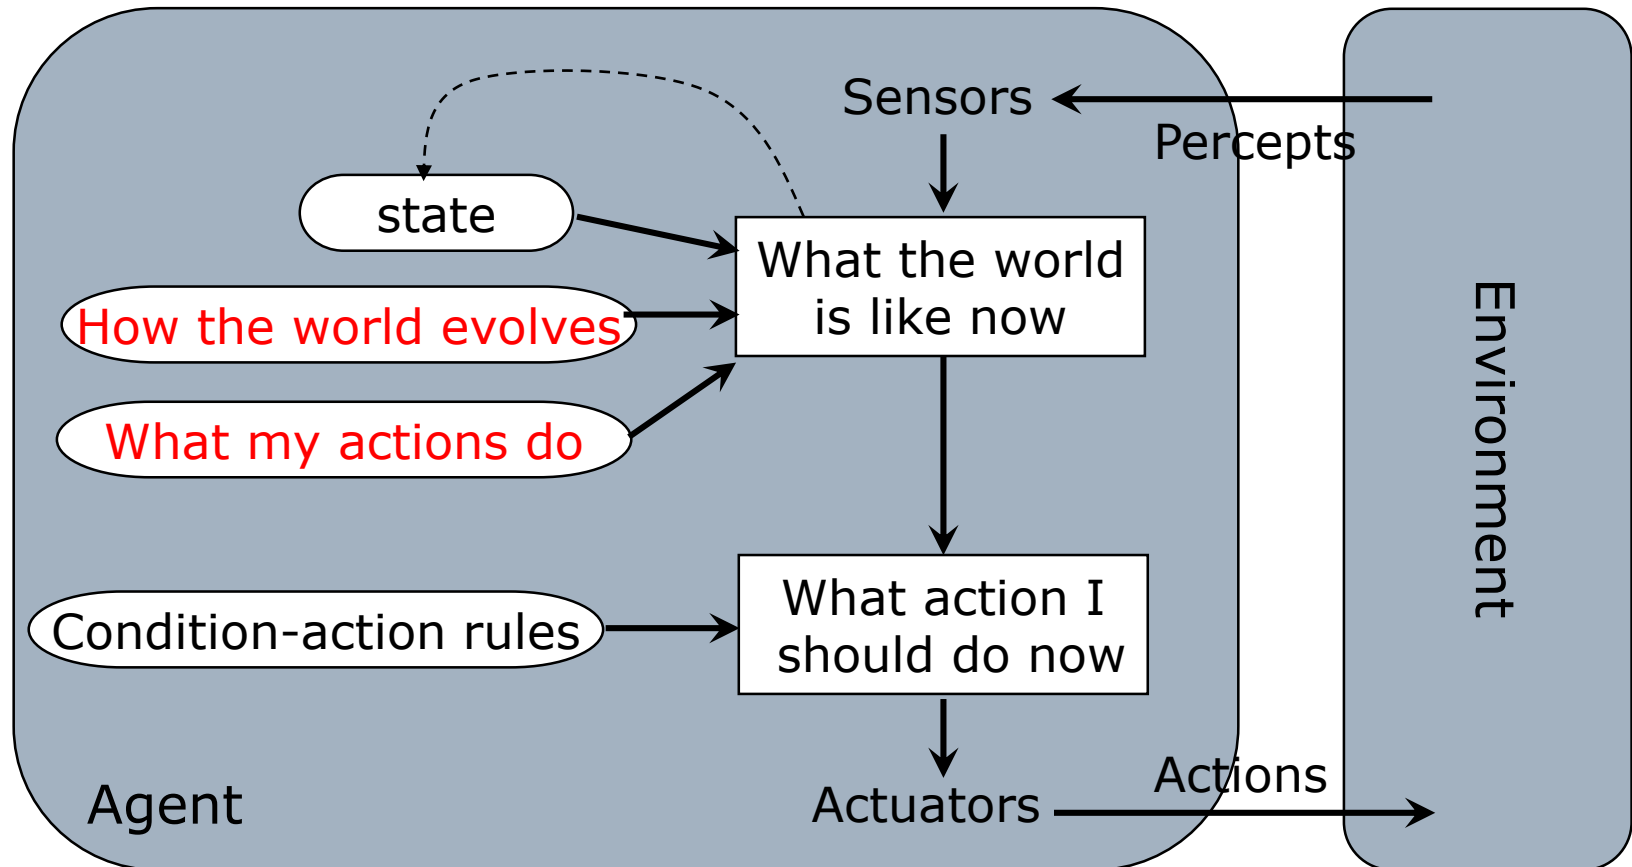 Sensors
Percepts
state
What the world
is like now
How the world evolves
What my actions do
Environment
Condition-action rules
What action I
should do now
Agent
Actuators
Actions